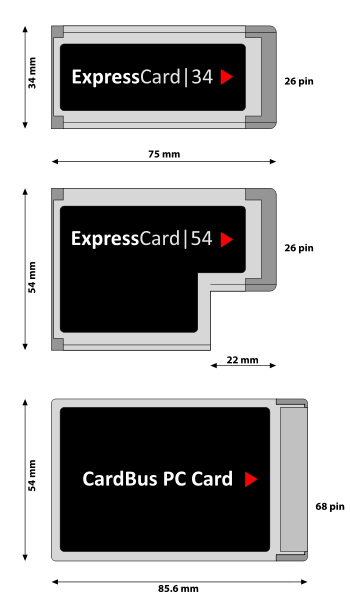 34 mm
ExpressCard|34
26 pin
75 mm
54 mm
ExpressCard|54
26 pin
22 mm
54 mm
CardBus PC Card
68 pin
85.6 mm